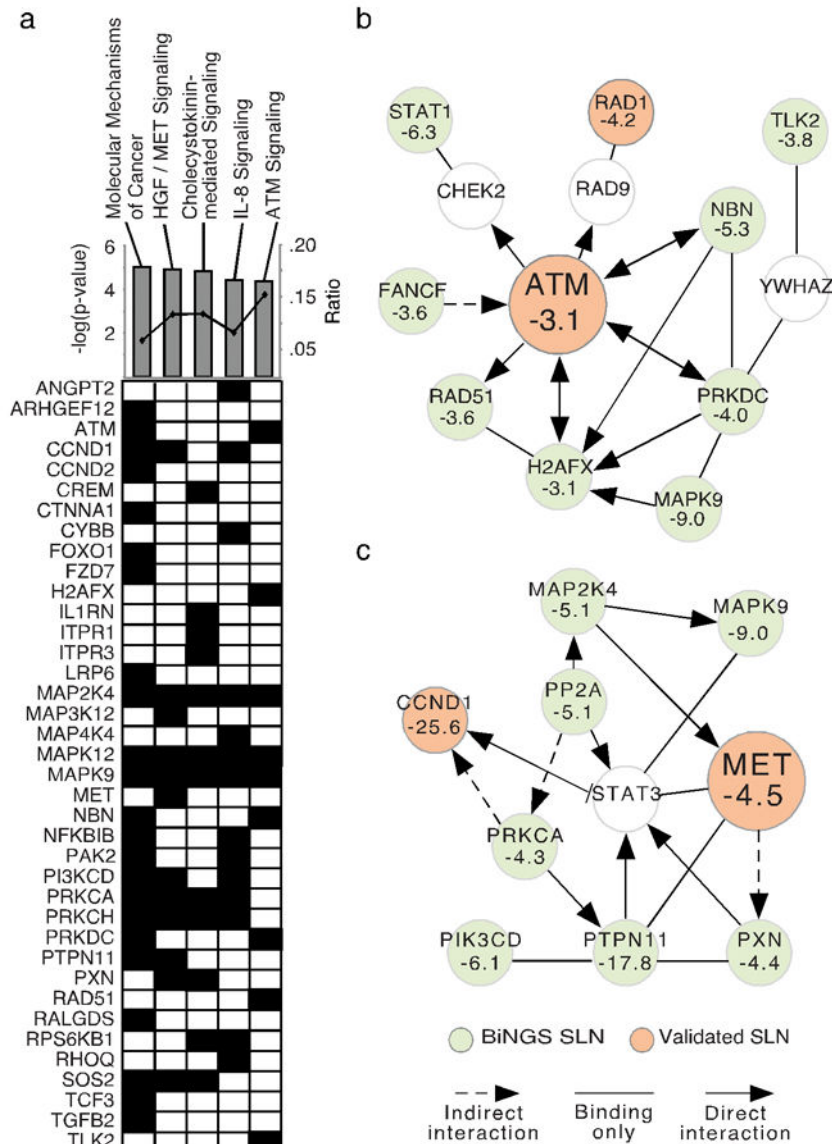 a
Molecular Mechanisms
of Cancer
HGF / MET Signaling
Cholecystokinin-
mediated Signaling
IL-8 Signaling
ATM Signaling
-log(p-value)
6
4
2
.20
.15
.05
Ratio
ANGPT2
ARHGEF12
ATM
CCND1
CCND2
CREM
CTNNA1
CYBB
FOXO1
FZD7
H2AFX
IL1RN
ITPR1
ITPR3
LRP6
MAP2K4
MAP3K12
MAP4K4
MAPK12
MAPK9
MET
NBN
NFKBIB
PAK2
PI3KCD
PRKCA
PRKCH
PRKDC
PTPN11
PXN
RAD51
RALGDS
RPS6KB1
RHOQ
SOS2
TCF3
TGFB2
TLK2
b
STAT1
-6.3
RAD1
-4.2
TLK2
-3.8
CHEK2
RAD9
NBN
-5.3
YWHAZ
FANCF
-3.6
ATM
-3.1
RAD51
-3.6
PRKDC
-4.0
H2AFX
-3.1
MAPK9
-9.0
c
MAP2K4
-5.1
MAPK9
-9.0
CCND1
-25.6
PP2A
-5.1
MET
-4.5
STAT3
PRKCA
-4.3
PIK3CD
-6.1
PTPN11
-17.8
PXN
-4.4
BiNGS SLN
Validated SLN
Indirect
interaction
Binding
only
Direct
interaction